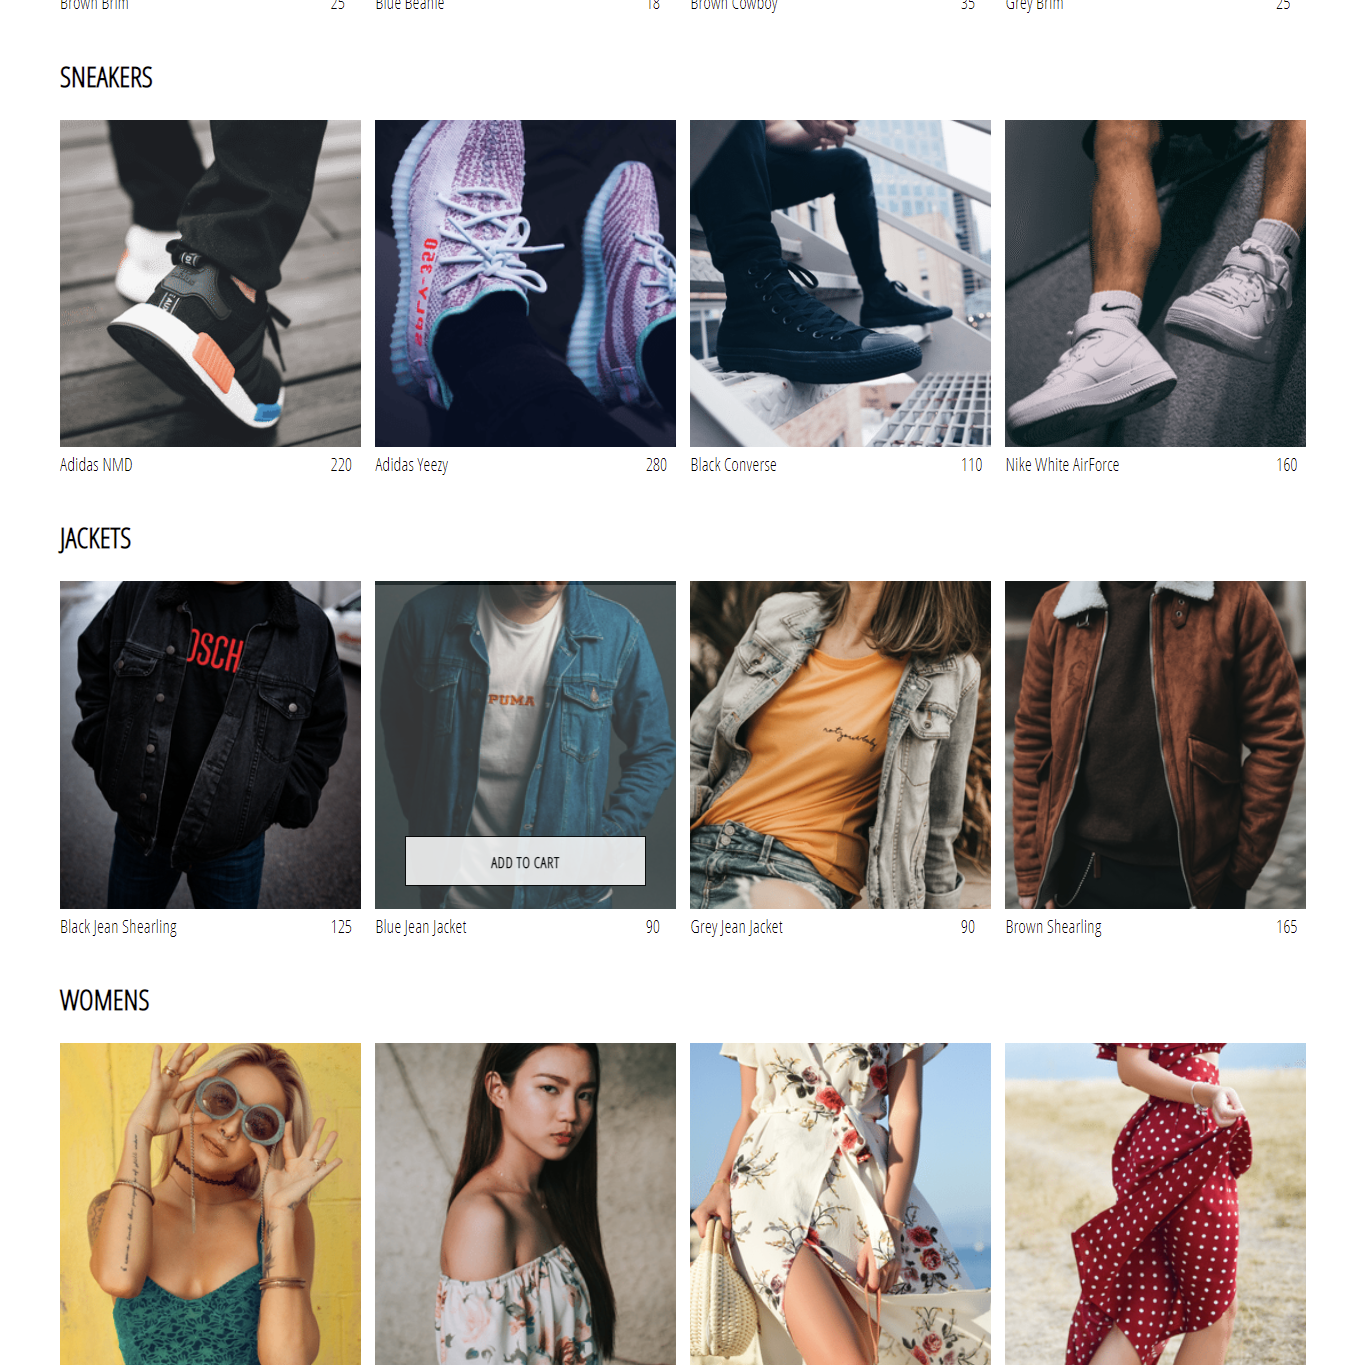 Brown Brim 25 Blue Beanie 18 Brown Cowboy 35 Grey Brim 25
SNEAKERS
SPLY-350
Adidas NMD 220 Adidas Yeezy 280 Black Converse 110 Nike White AirForce 160
JACKETS
OSCH
PUMA
notyourbaby
ADD TO CART
Black Jean Shearling 125 Blue Jean Jacket 90 Grey Jean Jacket 90 Brown Shearling 165
WOMENS